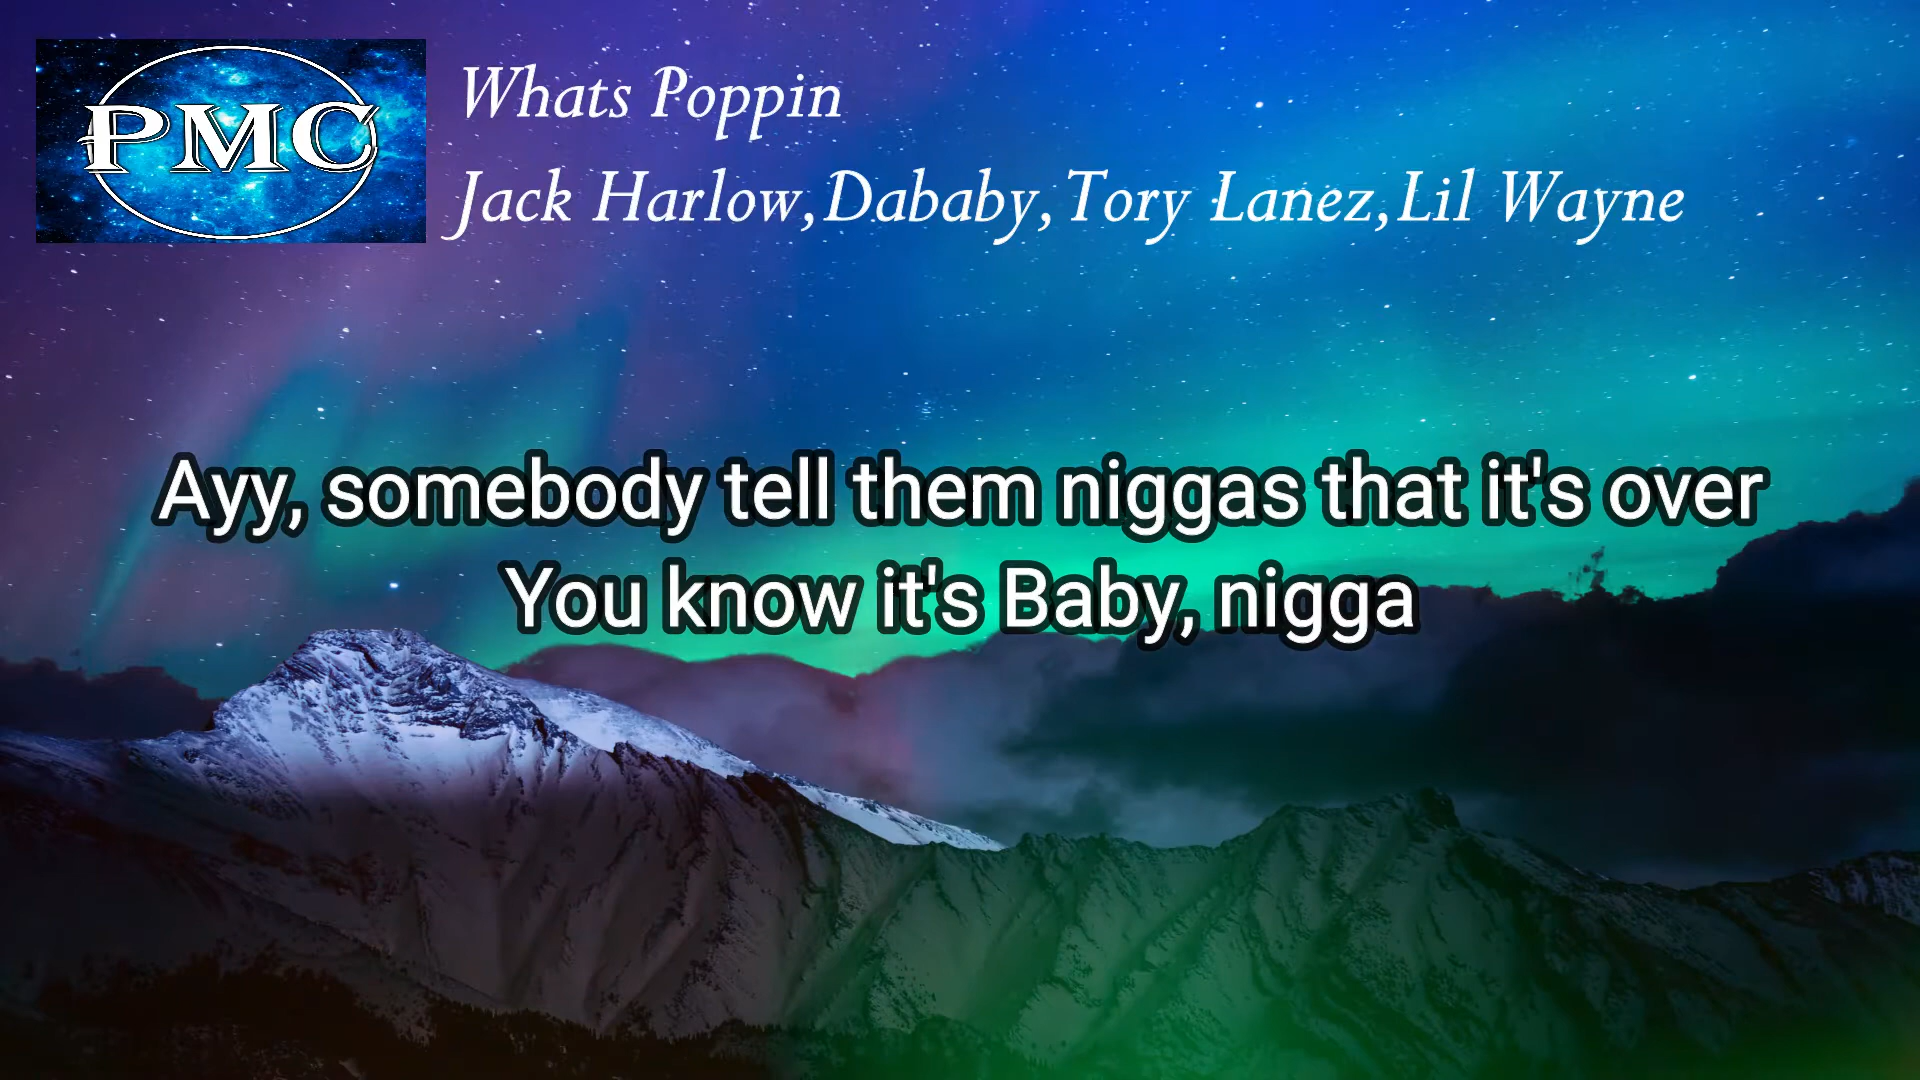 PMC
Whats Poppin
Jack Harlow,Dababy,Tory Lanez,Lil Wayne
Ayy, somebody tell them niggas that it's over
You know it's Baby, nigga